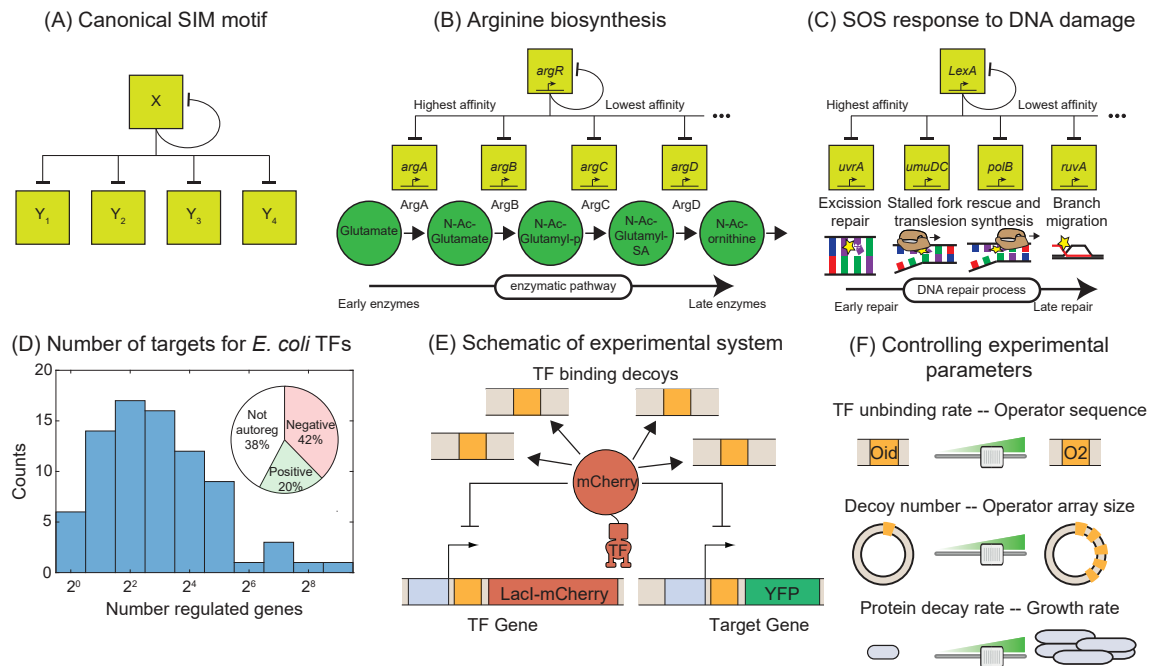 (A) Canonical SIM motif
X
Y1 Y2 Y3 Y4
(B) Arginine biosynthesis
argR
Highest affinity Lowest affinity
argA argB argC argD
ArgA ArgB ArgC ArgD
Glutamate
N-Ac-
Glutamate
N-Ac-
Glutamyl-p
N-Ac-
Glutamyl-
SA
N-Ac-
ornithine
enzymatic pathway
Early enzymes Late enzymes
(C) SOS response to DNA damage
LexA
Highest affinity Lowest affinity
uvrA umuDC polB ruvA
Excission
repair
Stalled fork rescue and
translesion synthesis
Branch
migration
DNA repair process
Early repair Late repair
(D) Number of targets for E. coli TFs
Counts
15
10
5
0
Not
autoreg
38%
Negative
42%
Positive
20%
2^0 2^2 2^4 2^6 2^8
Number regulated genes
(E) Schematic of experimental system
TF binding decoys
mCherry
TF
LacI-mCherry
YFP
TF Gene Target Gene
(F) Controlling experimental
parameters
TF unbinding rate -- Operator sequence
Oid O2
Decoy number -- Operator array size
Protein decay rate -- Growth rate